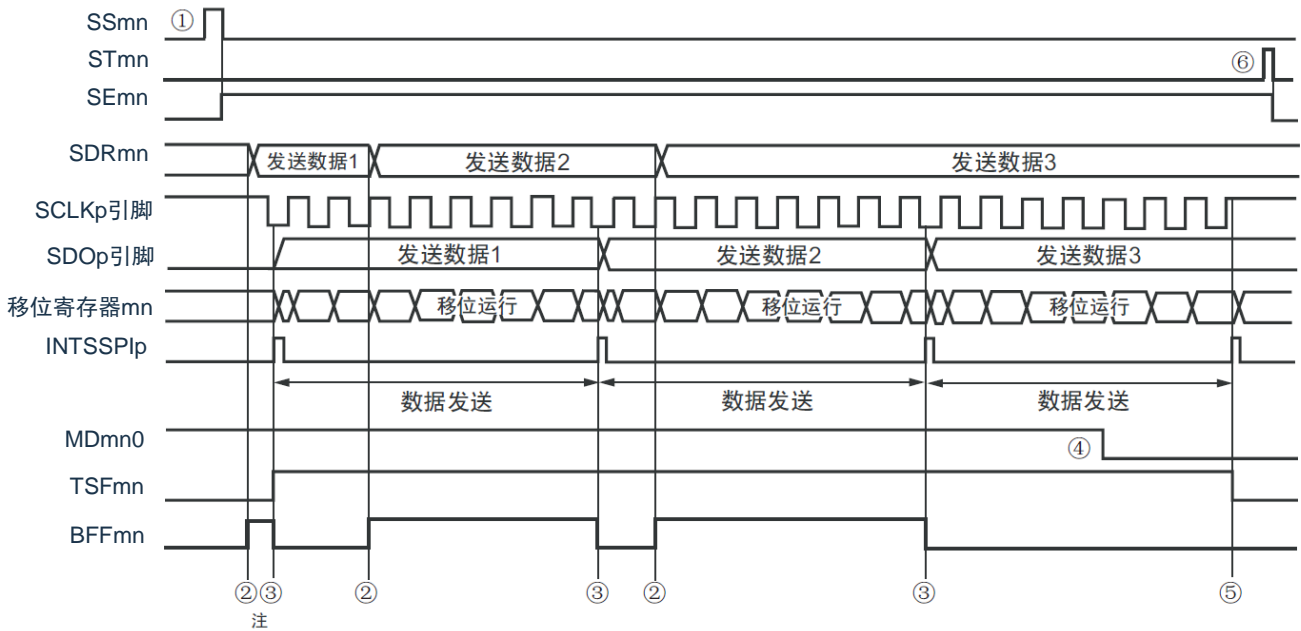 SSmn ①
STmn ⑥
SEmn
SDRmn 发送数据1 发送数据2 发送数据3
SCLKp引脚
SDOp引脚 发送数据1 发送数据2 发送数据3
移位寄存器mn 移位运行 移位运行 移位运行
INTSSPIp
数据发送 数据发送 数据发送
MDmn0 ④
TSFmn
BFFmn
② ③ ② ③ ② ③ ⑤
注